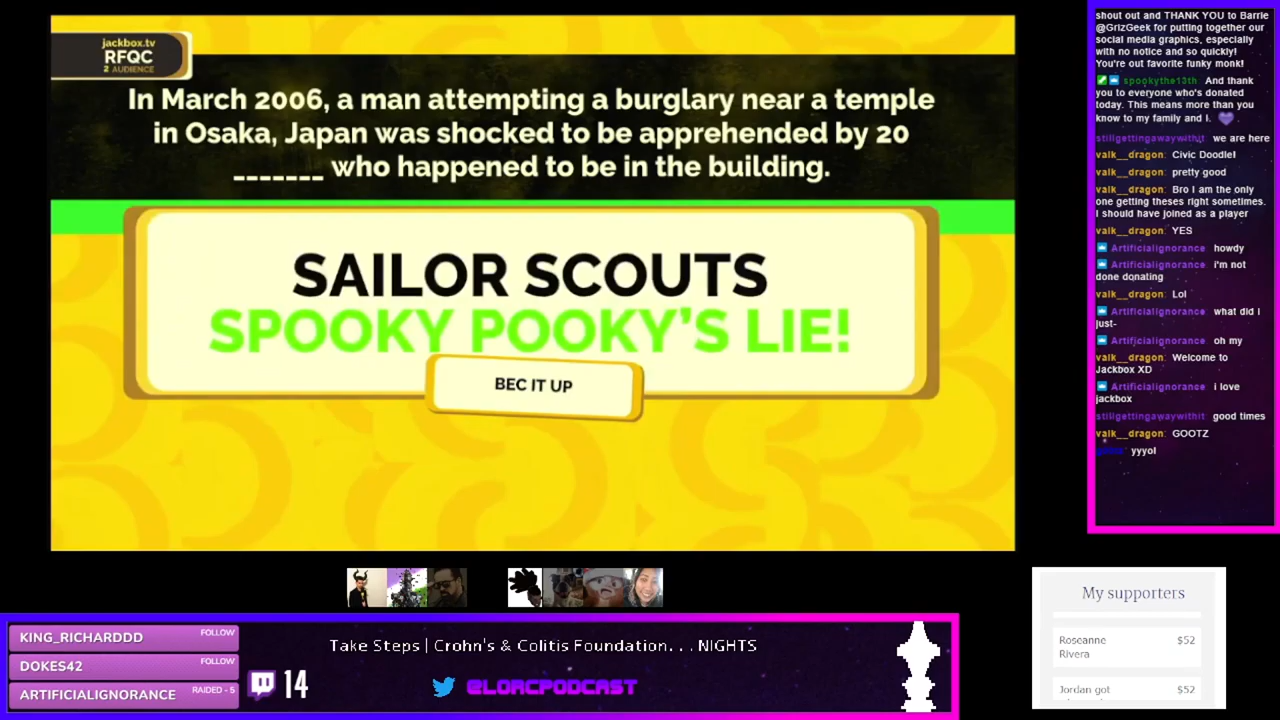 jackbox.tv
RFQC
2 AUDIENCE
In March 2006, a man attempting a burglary near a temple
in Osaka, Japan was shocked to be apprehended by 20
_______ who happened to be in the building.
SAILOR SCOUTS
SPOOKY POOKY'S LIE!
BEC IT UP
shout out and THANK YOU to Barrie
@GrizGeek for putting together our
social media graphics, especially
with no notice and so quickly!
You're out favorite funky monk!
spookythe13th And thank
you to everyone who's donated
today. This means more than you
know to my family and I.
stillgettingawaywithit: we are here
valk__dragon: Civic Doodle!
valk__dragon: pretty good
valk__dragon: Bro I am the only
one getting theses right sometimes.
I should have joined as a player
valk__dragon: YES
Artificialignorance: howdy
Artificialignorance: i'm not
done donating
valk__dragon: Lol
Artificialignorance: what did I
just-
Artificialignorance: oh my
valk__dragon: Welcome to
Jackbox XD
Artificialignorance: i love
jackbox
stillgettingawaywithit: good times
valk__dragon: GOOTZ
yyyol
KING_RICHARDDD FOLLOW
DOKES42 FOLLOW
ARTIFICIALIGNORANCE RAIDED - 5
14
Take Steps | Crohn's & Colitis Foundation. . . NIGHTS
@LORCPODCAST
My supporters
Roseanne $52
Rivera
Jordan got $52